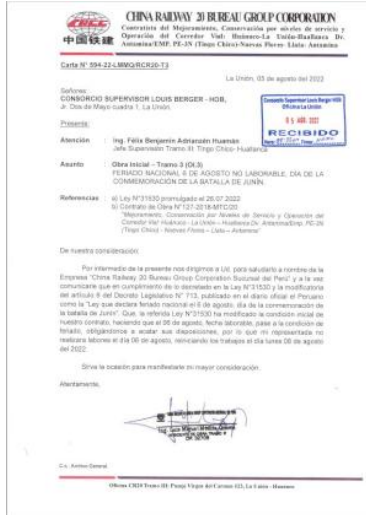 CHINA RAILWAY 20 BUREAU GROUP CORPORATION
Contratista del Mejoramiento, Conservación por niveles de servicio y
Operación del Corredor Vial: Huánuco-La Unión-Huallanca Dv.
Antamina/EMP. PE-3N (Tingo Chico)-Nuevas Flores- Llata- Antamina
CRCC
中国铁建
Carta N° 594-22-LMMQ/RCR20-T3
La Unión, 03 de agosto del 2022
Señores:
CONSORCIO SUPERVISOR LOUIS BERGER - HOB,
Jr. Dos de Mayo cuadra 1, La Unión.
Consorcio Supervisor Louis Berger-HOB
Oficina La Unión
05 AGO. 2022
RECIBIDO
Presente:
Atención : Ing. Félix Benjamín Adrianzén Huamán
Jefe Supervisión Tramo: Tingo Chico- Huallanca
Asunto : Obra Inicial – Tramo 3 (OI.3)
FERIADO NACIONAL 6 DE AGOSTO NO LABORABLE, DÍA DE LA
CONMEMORACIÓN DE LA BATALLA DE JUNÍN.
Referencias : a) Ley N°31530 promulgado el 26.07.2022
b) Contrato de Obra N°127-2018-MTC/20
"Mejoramiento, Conservación por Niveles de Servicio y Operación del
Corredor Vial: Huánuco - La Unión – Huallanca Dv. Antamina/Emp. PE-3N
(Tingo Chico) - Nuevas Flores – Llata – Antamina"
De nuestra consideración:
Por intermedio de la presente nos dirigimos a Ud. para saludarlo a nombre de la
Empresa "China Railway 20 Bureau Group Corporation Sucursal del Perú" y a la vez
comunicarle que en cumplimiento de lo decretado en la Ley N°31530 y la modificatoria
del artículo 6 del Decreto Legislativo N° 713, publicado en el diario oficial el Peruano
como la "Ley que declara feriado nacional el 6 de agosto, día de la conmemoración de
la batalla de Junín". Que, la referida Ley N°31530 ha modificado la condición inicial de
nuestro contrato, haciendo que el 06 de agosto, fecha laborable, pase a la condición de
feriado, obligándonos a acatar sus disposiciones, por lo que mi representada no
realizara labores el día 06 de agosto, reiniciando los trabajos el día lunes 08 de agosto
del 2022.
Sirva la ocasión para manifestarle mi mayor consideración.
Atentamente,
C.c. Archivo General